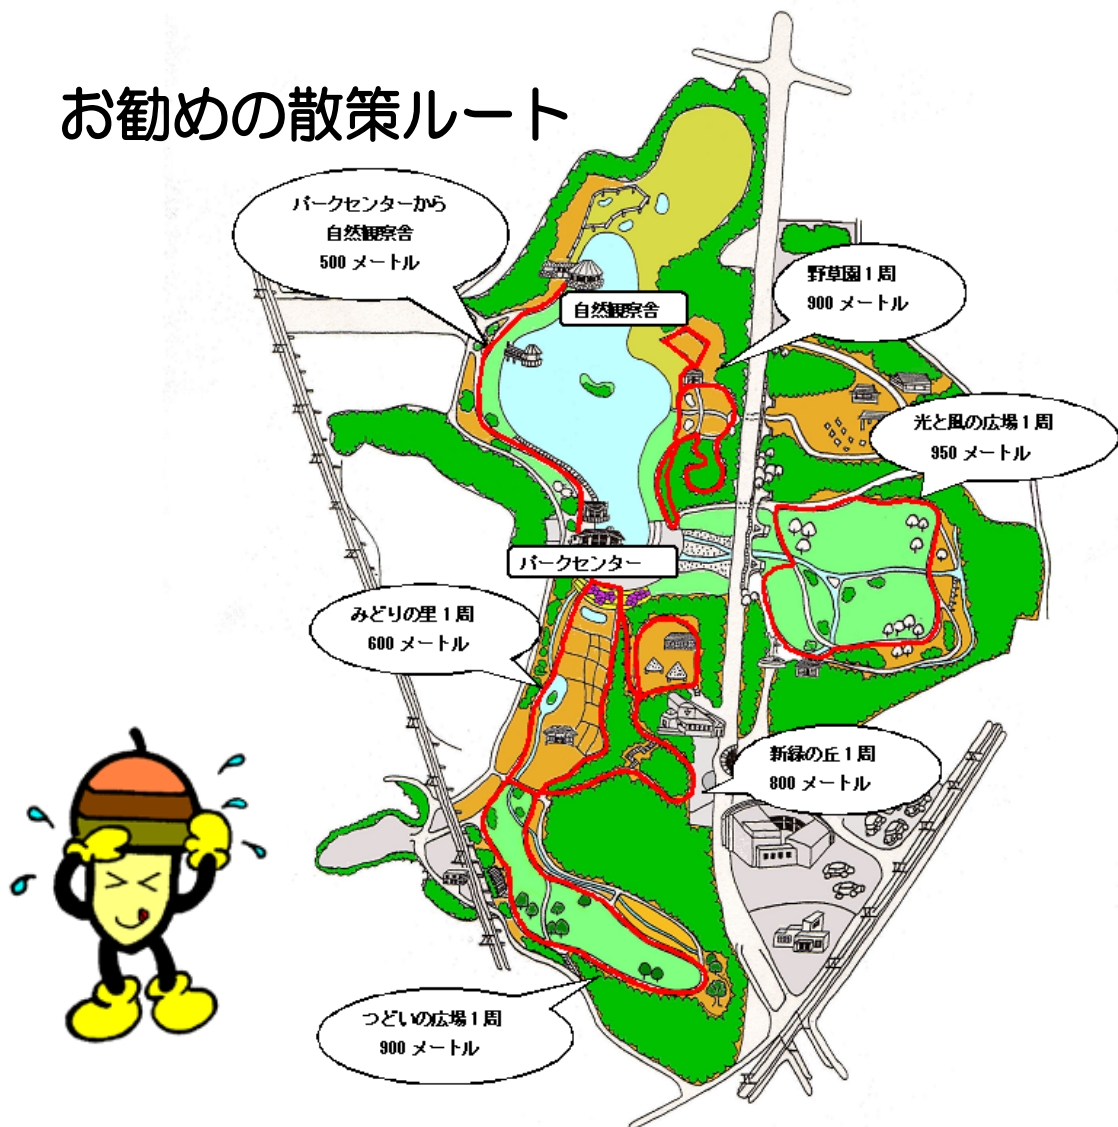 お勧めの散策ルート
パークセンターから
自然観察舎
500 メートル
野草園１周
900 メートル
自然観察舎
光と風の広場１周
950 メートル
パークセンター
みどりの里１周
600 メートル
新緑の丘１周
800 メートル
つどいの広場１周
900 メートル